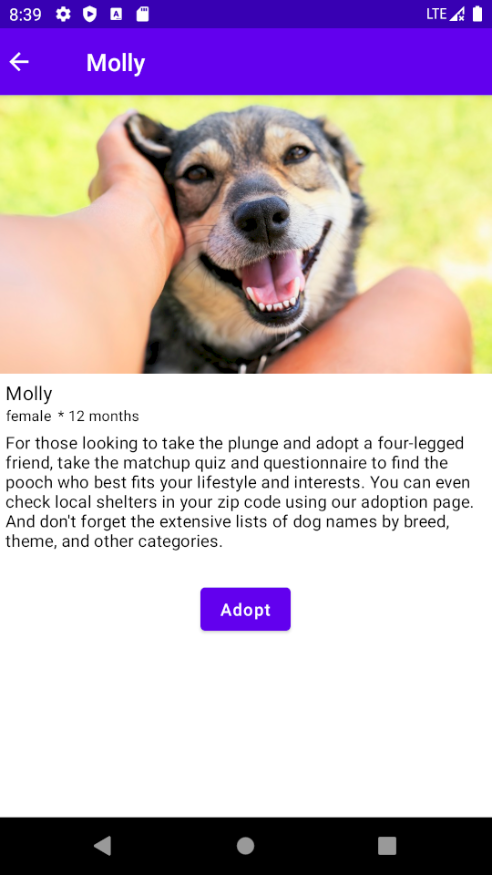 8:39
LTE
Molly
Molly
female * 12 months
For those looking to take the plunge and adopt a four-legged
friend, take the matchup quiz and questionnaire to find the
pooch who best fits your lifestyle and interests. You can even
check local shelters in your zip code using our adoption page.
And don't forget the extensive lists of dog names by breed,
theme, and other categories.
Adopt